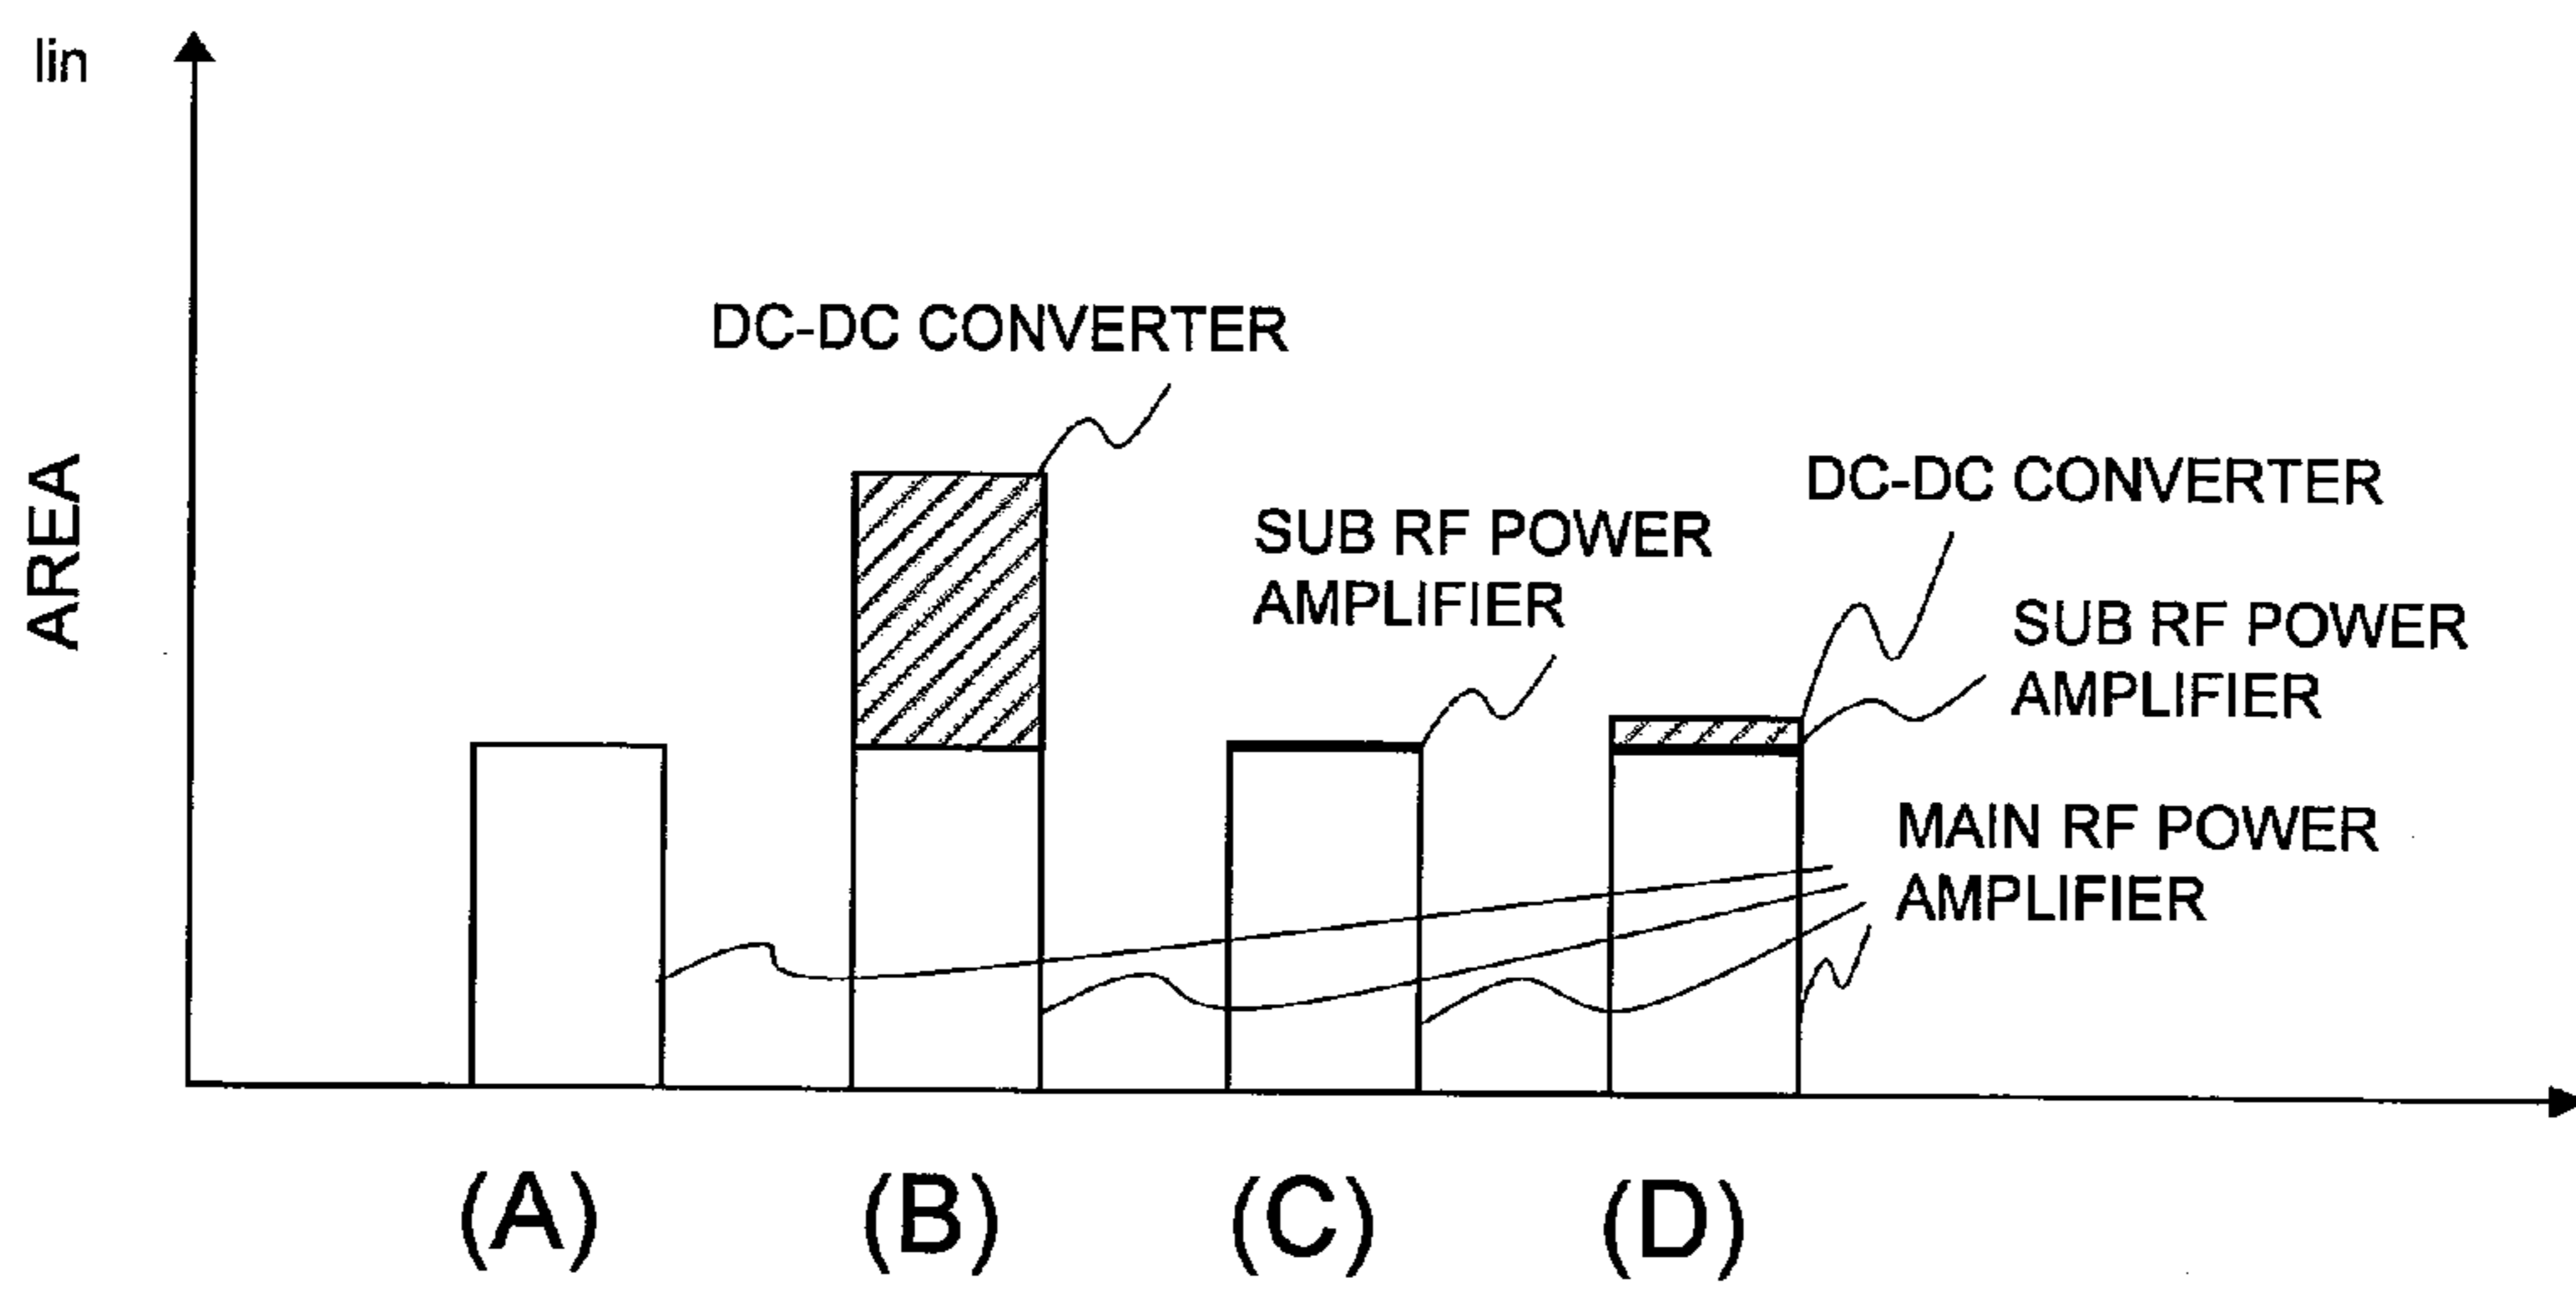 lin
AREA
DC-DC CONVERTER
SUB RF POWER
AMPLIFIER
DC-DC CONVERTER
SUB RF POWER
AMPLIFIER
MAIN RF POWER
AMPLIFIER
(A)
(B)
(C)
(D)